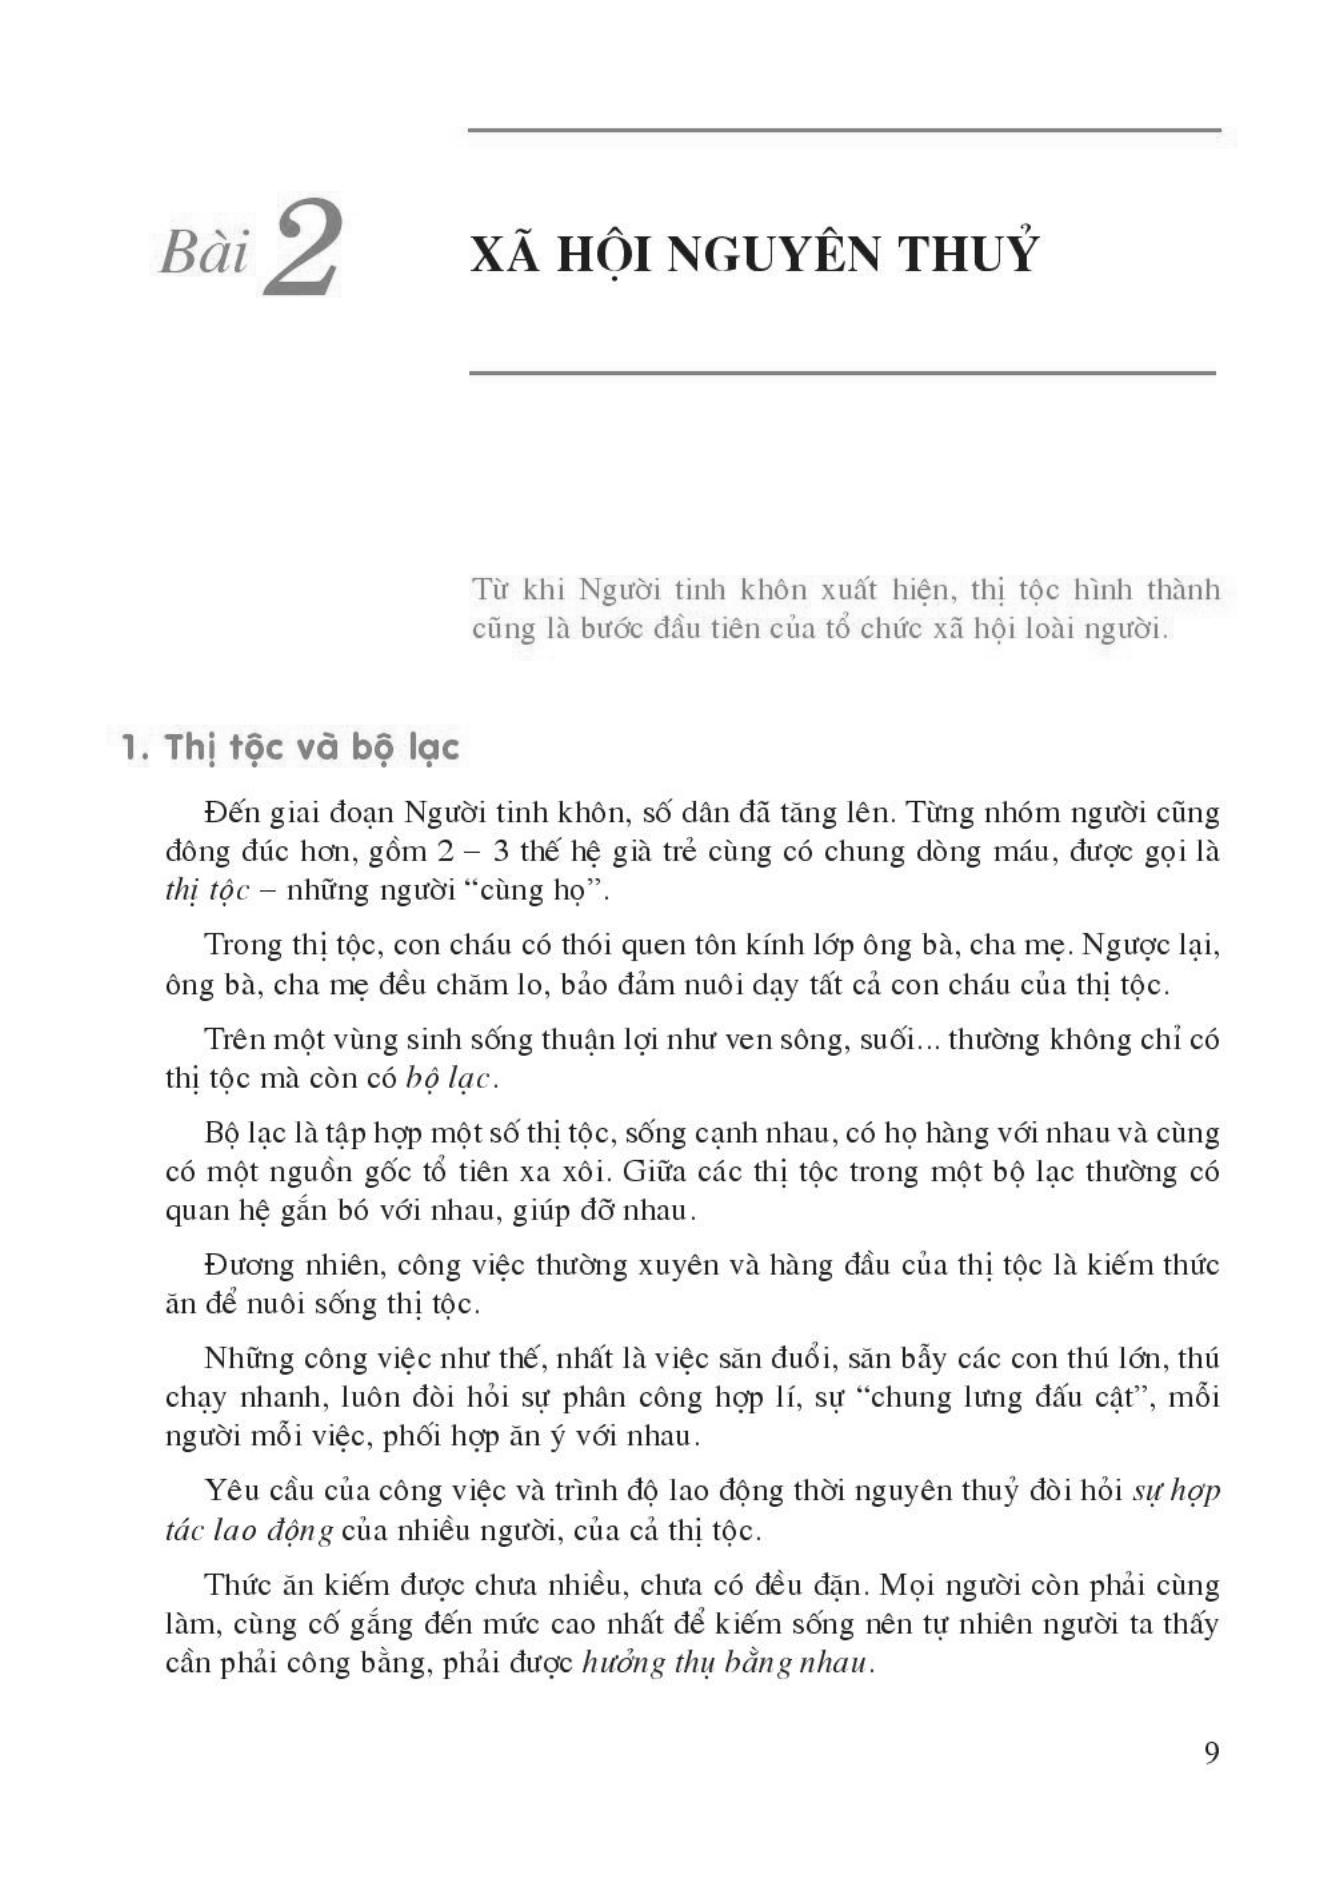 Bài 2
XÃ HỘI NGUYÊN THUỶ
Từ khi Người tinh khôn xuất hiện, thị tộc hình thành
cũng là bước đầu tiên của tổ chức xã hội loài người.
1. Thị tộc và bộ lạc
Đến giai đoạn Người tinh khôn, số dân đã tăng lên. Từng nhóm người cũng
đông đúc hơn, gồm 2 – 3 thế hệ già trẻ cùng có chung dòng máu, được gọi là
thị tộc – những người “cùng họ”.
Trong thị tộc, con cháu có thói quen tôn kính lớp ông bà, cha mẹ. Ngược lại,
ông bà, cha mẹ đều chăm lo, bảo đảm nuôi dạy tất cả con cháu của thị tộc.
Trên một vùng sinh sống thuận lợi như ven sông, suối... thường không chỉ có
thị tộc mà còn có bộ lạc.
Bộ lạc là tập hợp một số thị tộc, sống cạnh nhau, có họ hàng với nhau và cùng
có một nguồn gốc tổ tiên xa xôi. Giữa các thị tộc trong một bộ lạc thường có
quan hệ gắn bó với nhau, giúp đỡ nhau.
Đương nhiên, công việc thường xuyên và hàng đầu của thị tộc là kiếm thức
ăn để nuôi sống thị tộc.
Những công việc như thế, nhất là việc săn đuổi, săn bẫy các con thú lớn, thú
chạy nhanh, luôn đòi hỏi sự phân công hợp lí, sự “chung lưng đấu cật”, mỗi
người mỗi việc, phối hợp ăn ý với nhau.
Yêu cầu của công việc và trình độ lao động thời nguyên thuỷ đòi hỏi sự hợp
tác lao động của nhiều người, của cả thị tộc.
Thức ăn kiếm được chưa nhiều, chưa có đều đặn. Mọi người còn phải cùng
làm, cùng cố gắng đến mức cao nhất để kiếm sống nên tự nhiên người ta thấy
cần phải công bằng, phải được hưởng thụ bằng nhau.
9